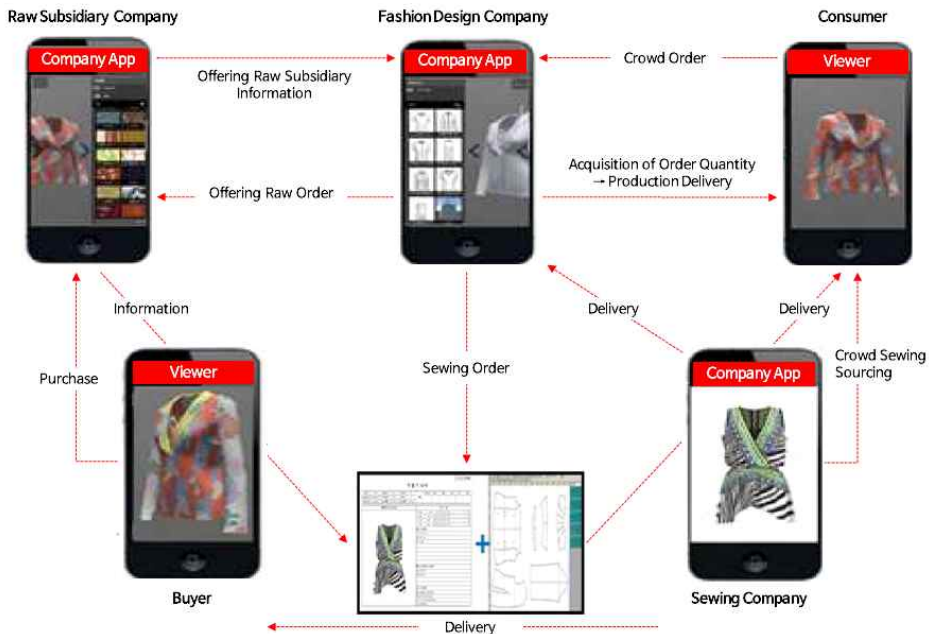 Raw Subsidiary Company
Fashion Design Company
Consumer
Company App
Company App
Viewer
Offering Raw Subsidiary
Information
Crowd Order
Offering Raw Order
Acquisition of Order Quantity
→ Production Delivery
Information
Delivery
Delivery
Purchase
Viewer
Sewing Order
Company App
Crowd Sewing
Sourcing
Buyer
Sewing Company
Delivery